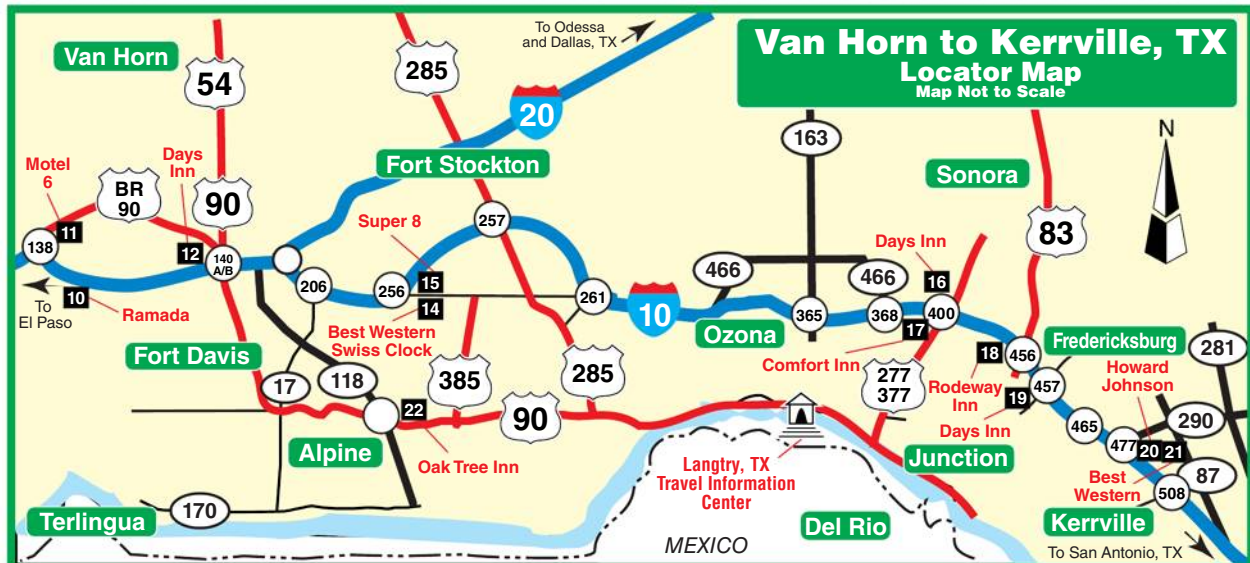 Van Horn to Kerrville, TX
Locator Map
Map Not to Scale
To Odessa
and Dallas, TX
Van Horn
54
285
20
163
N
Motel
6
Days
Inn
BR
90
90
Fort Stockton
Sonora
83
138
11
12
140
A/B
Super 8
257
Days Inn
16
466
466
10
To
El Paso
Ramada
206
256
15
14
Best Western
Swiss Clock
261
10
Ozona
365
368
17
400
Comfort Inn
18
456
Fredericksburg
281
Fort Davis
17
118
385
285
277
377
Rodeway
Inn
457
19
Days Inn
Howard
Johnson
465
290
477
20
21
22
90
Alpine
Oak Tree Inn
Langtry, TX
Travel Information
Center
Junction
Best
Western
87
508
170
Terlingua
Del Rio
Kerrville
MEXICO
To San Antonio, TX